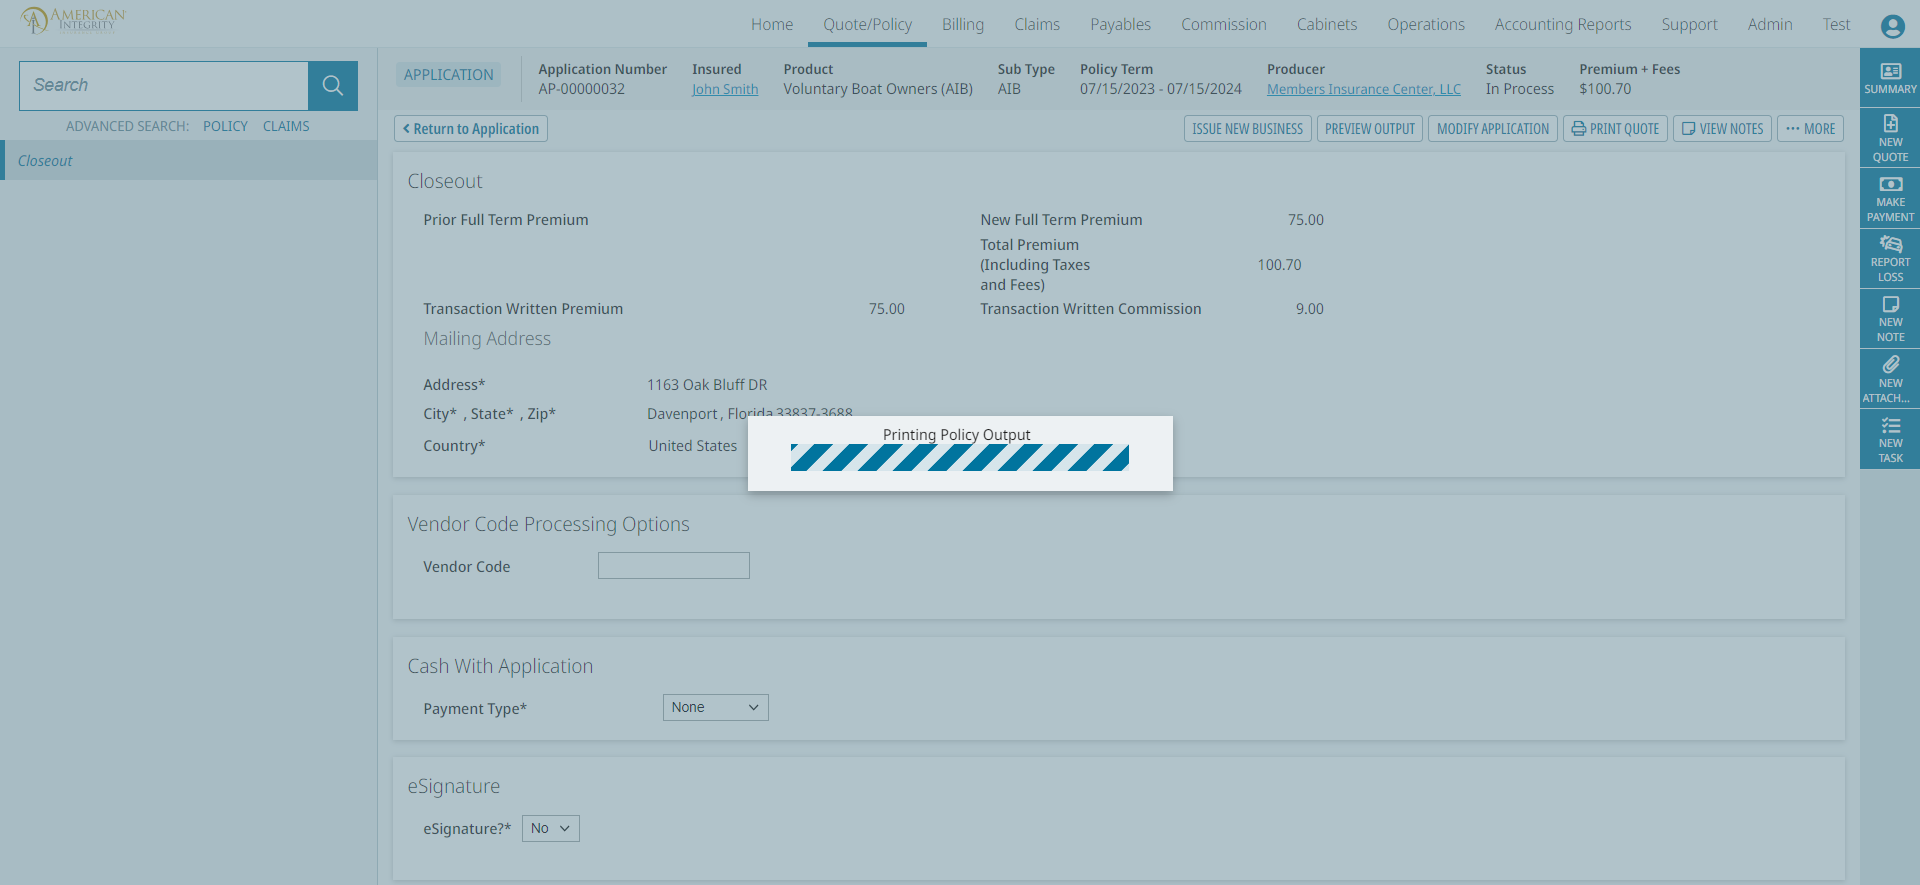 AMERICAN
INTEGRITY
Home
Quote/Policy
Billing
Claims
Payables
Commission
Cabinets
Operations
Accounting Reports
Support
Admin
Test
Search
ADVANCED SEARCH: POLICY CLAIMS
Closeout
APPLICATION
Application Number
AP-00000032
Insured
John Smith
Product
Voluntary Boat Owners (AIB)
Sub Type
AIB
Policy Term
07/15/2023 - 07/15/2024
Producer
Members Insurance Center, LLC
Status
In Process
Premium + Fees
$100.70
Return to Application
ISSUE NEW BUSINESS
PREVIEW OUTPUT
MODIFY APPLICATION
PRINT QUOTE
VIEW NOTES
MORE
Closeout
Prior Full Term Premium
New Full Term Premium 75.00
Total Premium
(Including Taxes 100.70
and Fees)
Transaction Written Premium 75.00
Transaction Written Commission 9.00
Mailing Address
Address* 1163 Oak Bluff DR
City* , State* , Zip* Davenport , Florida 33837-3688
Country* United States
Printing Policy Output
Vendor Code Processing Options
Vendor Code
Cash With Application
Payment Type* None
eSignature
eSignature?* No
SUMMARY
NEW
QUOTE
MAKE
PAYMENT
REPORT
LOSS
NEW
NOTE
NEW
ATTACH...
NEW
TASK